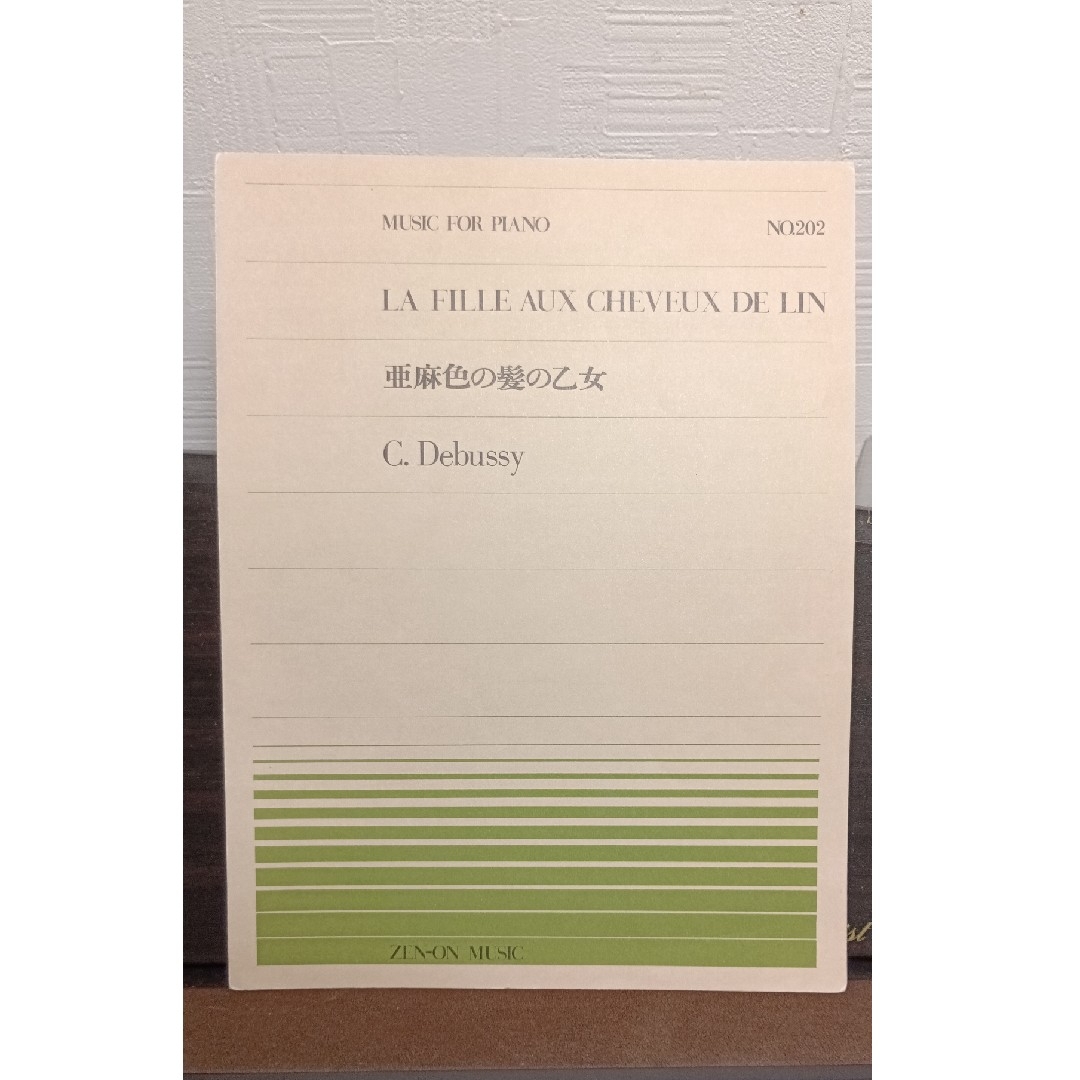 MUSIC FOR PIANO
NO.202
LA FILLE AUX CHEVEUX DE LIN
亜麻色の髪の乙女
C. Debussy
ZEN-ON MUSIC